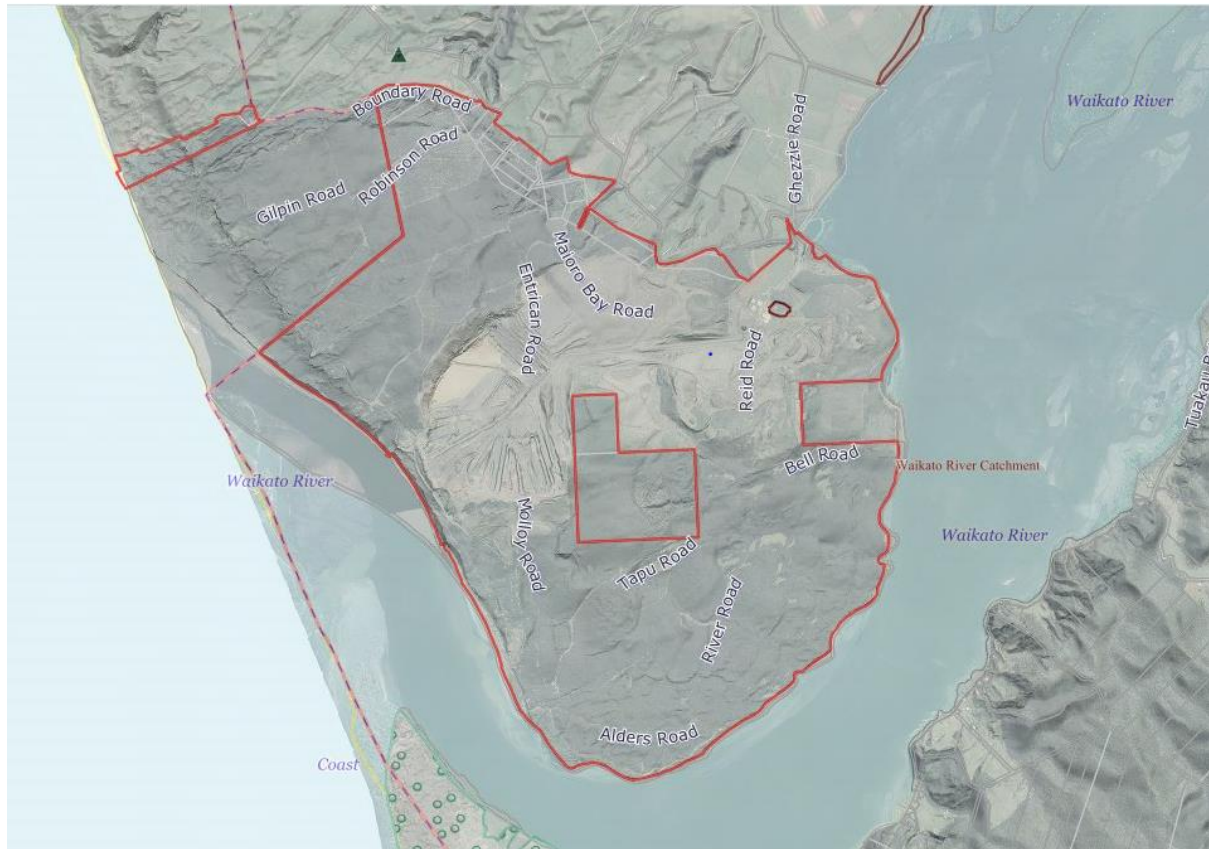 Waikato River
Boundary Road
Ghezzie Road
Robinson Road
Gilpin Road
Maioro Bay Road
Entrican Road
Reid Road
Bell Road
Waikato River Catchment
Waikato River
Molloy Road
Waikato River
Tapu Road
River Road
Alders Road
Coast
Tuakau